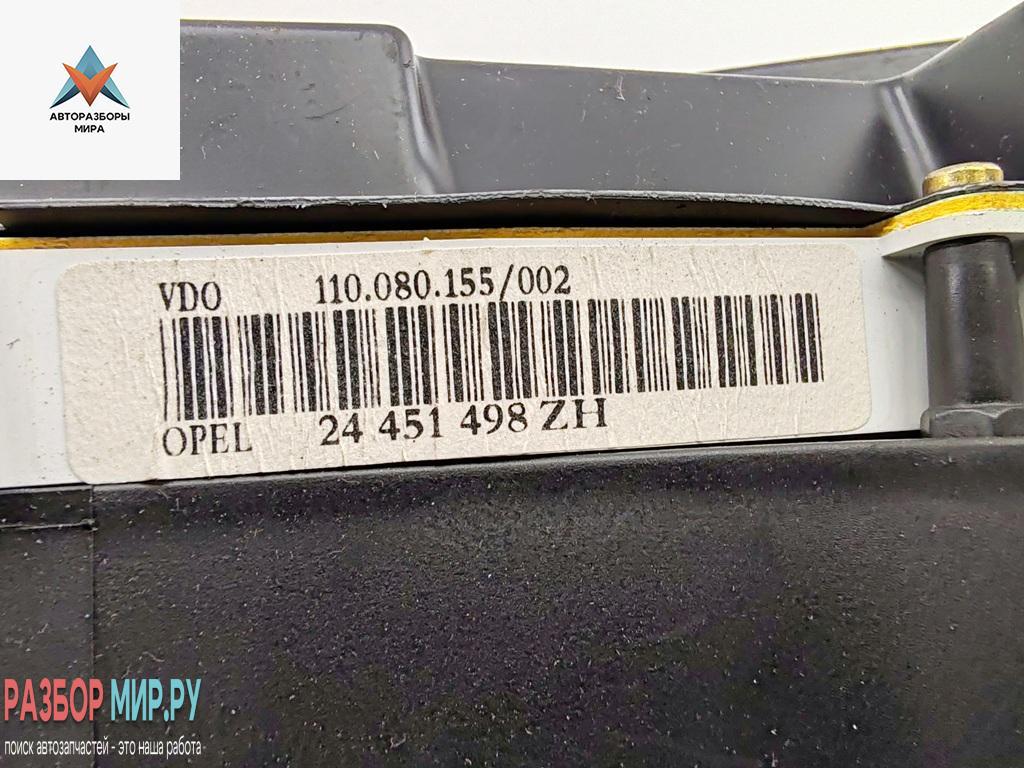 АВТОРАЗБОРЫ
МИРА
VDO 110.080.155/002
OPEL 24 451 498 ZH
РАЗБОР МИР.РУ
поиск автозапчастей - это наша работа